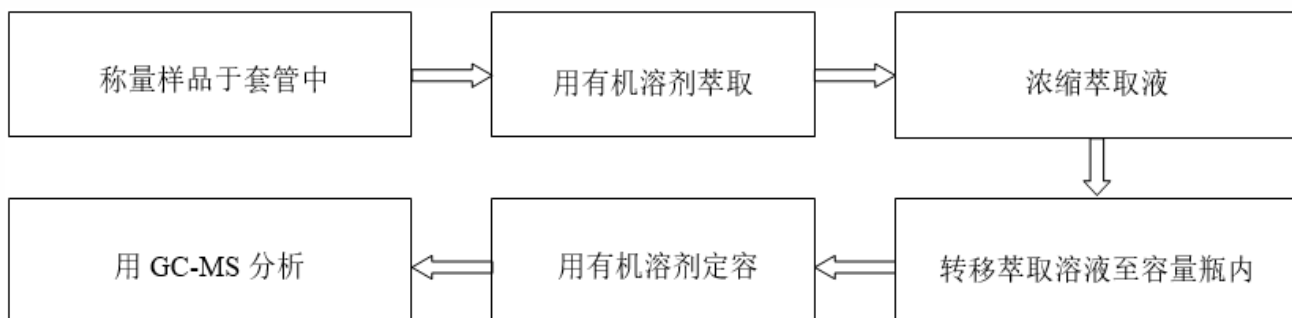 称量样品于套管中
用有机溶剂萃取
浓缩萃取液
转移萃取溶液至容量瓶内
用有机溶剂定容
用 GC-MS 分析